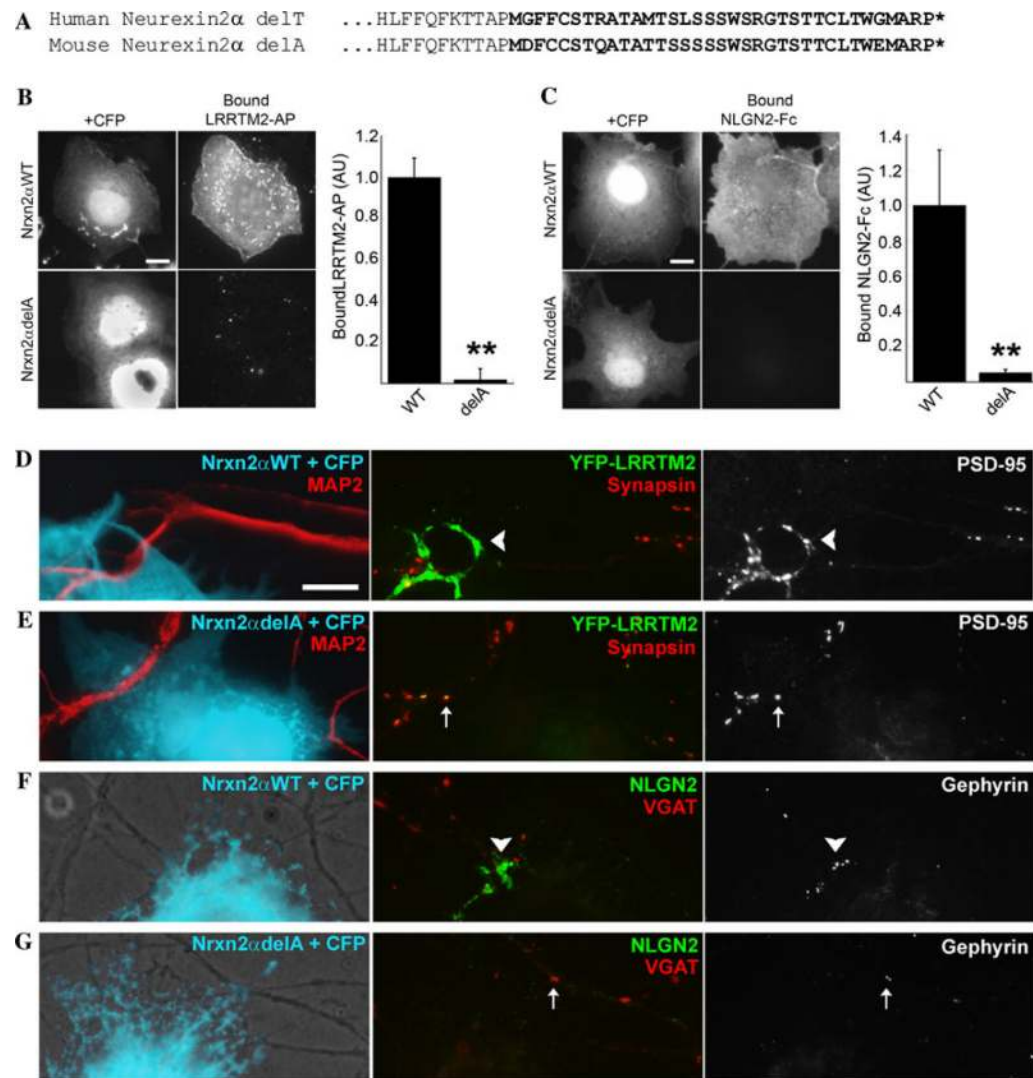 A
Human Neurexin2α delT ...HLFFQFKTTAPMGFFCSTRATAMTSLSSSWSRGTSTTCLTWGMARP*
Mouse Neurexin2α delA ...HLFFQFKTTAPMDFCCSTQATATTSSSSSWSRGTSTTCLTWEMARP*
B
+CFP
Bound
LRRTM2-AP
Nrxn2αWT
Nrxn2αdelA
BoundLRRTM2-AP (AU)
1.2
1.0
0.8
0.6
0.4
0.2
**
WT
delA
C
+CFP
Bound
NLGN2-Fc
Nrxn2αWT
Nrxn2αdelA
Bound NLGN2-Fc (AU)
1.4
1.2
1.0
0.8
0.6
0.4
0.2
**
WT
delA
D
Nrxn2αWT + CFP
MAP2
YFP-LRRTM2
Synapsin
PSD-95
E
Nrxn2αdelA + CFP
MAP2
YFP-LRRTM2
Synapsin
PSD-95
F
Nrxn2αWT + CFP
NLGN2
VGAT
Gephyrin
G
Nrxn2αdelA + CFP
NLGN2
VGAT
Gephyrin